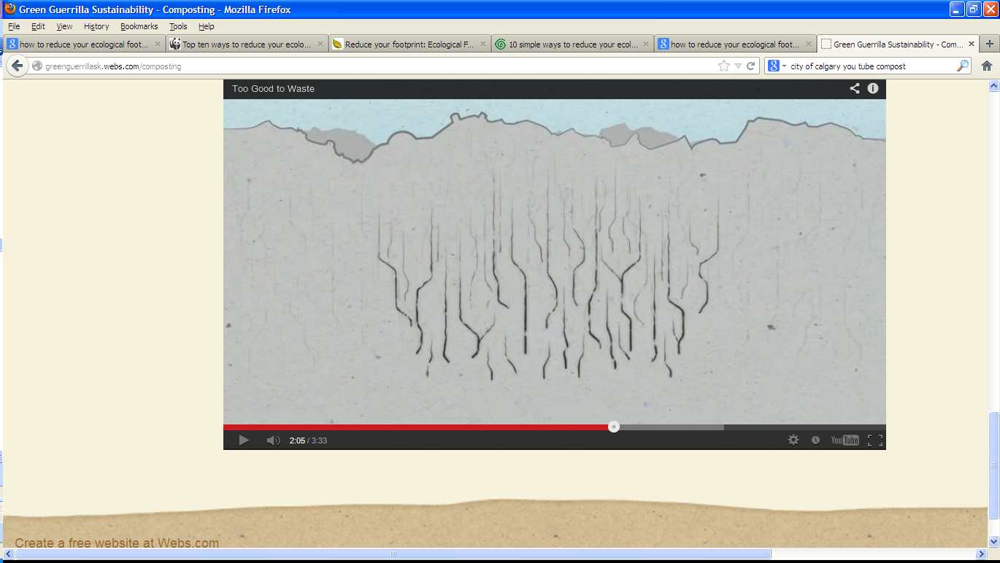 Green Guerrilla Sustainability - Composting - Mozilla Firefox
File Edit View History Bookmarks Tools Help
how to reduce your ecological foot... Top ten ways to reduce your ecolo... Reduce your footprint: Ecological F... 10 simple ways to reduce your ecol... how to reduce your ecological foot... Green Guerrilla Sustainability - Com...
greenguerrillask.webs.com/composting city of calgary you tube compost
Too Good to Waste
2:05 / 3:33 YouTube
Create a free website at Webs.com